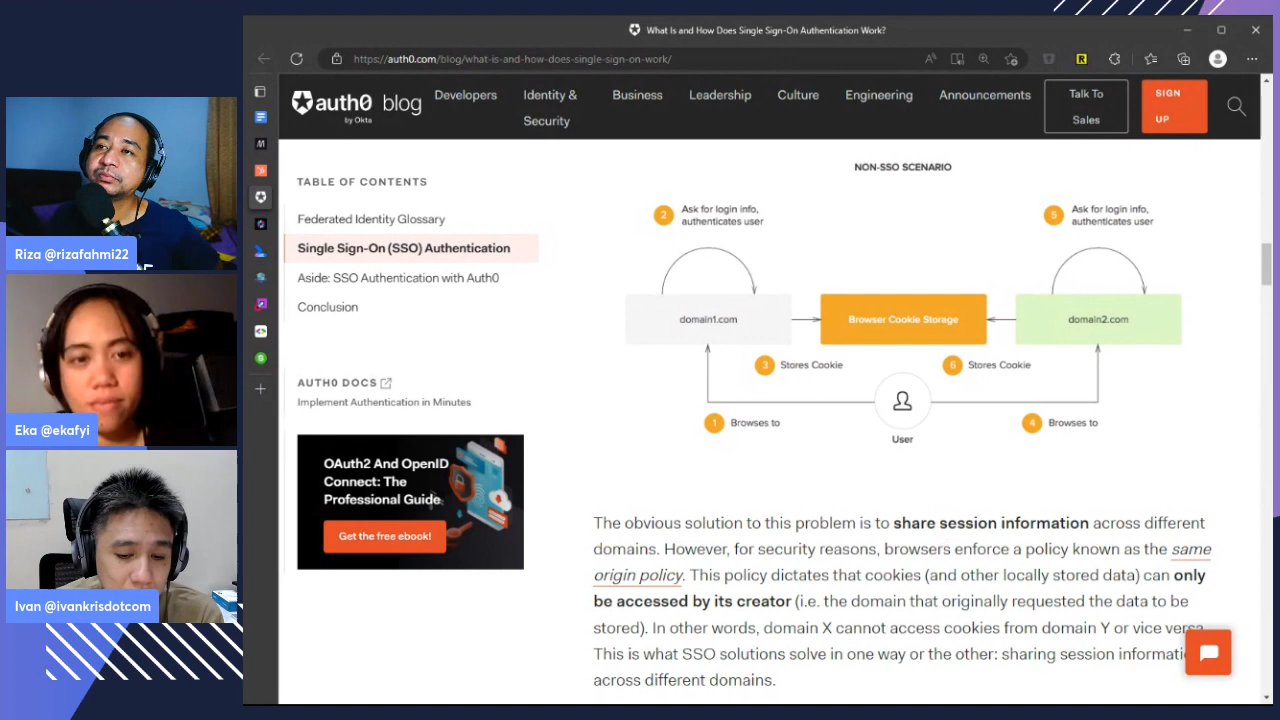 Riza @rizafahmi22
Eka @ekafyi
Ivan @ivankrisdotcom
What Is and How Does Single Sign-On Authentication Work?
https://auth0.com/blog/what-is-and-how-does-single-sign-on-work/
auth0 blog
by Okta
Developers
Identity &
Security
Business
Leadership
Culture
Engineering
Announcements
Talk To
Sales
SIGN
UP
TABLE OF CONTENTS
Federated Identity Glossary
Single Sign-On (SSO) Authentication
Aside: SSO Authentication with Auth0
Conclusion
AUTH0 DOCS
Implement Authentication in Minutes
OAuth2 And OpenID
Connect: The
Professional Guide
Get the free ebook!
NON-SSO SCENARIO
2 Ask for login info,
authenticates user
5 Ask for login info,
authenticates user
domain1.com
Browser Cookie Storage
domain2.com
3 Stores Cookie
6 Stores Cookie
1 Browses to
4 Browses to
User
The obvious solution to this problem is to share session information across different
domains. However, for security reasons, browsers enforce a policy known as the same
origin policy. This policy dictates that cookies (and other locally stored data) can only
be accessed by its creator (i.e. the domain that originally requested the data to be
stored). In other words, domain X cannot access cookies from domain Y or vice versa.
This is what SSO solutions solve in one way or the other: sharing session informati
across different domains.